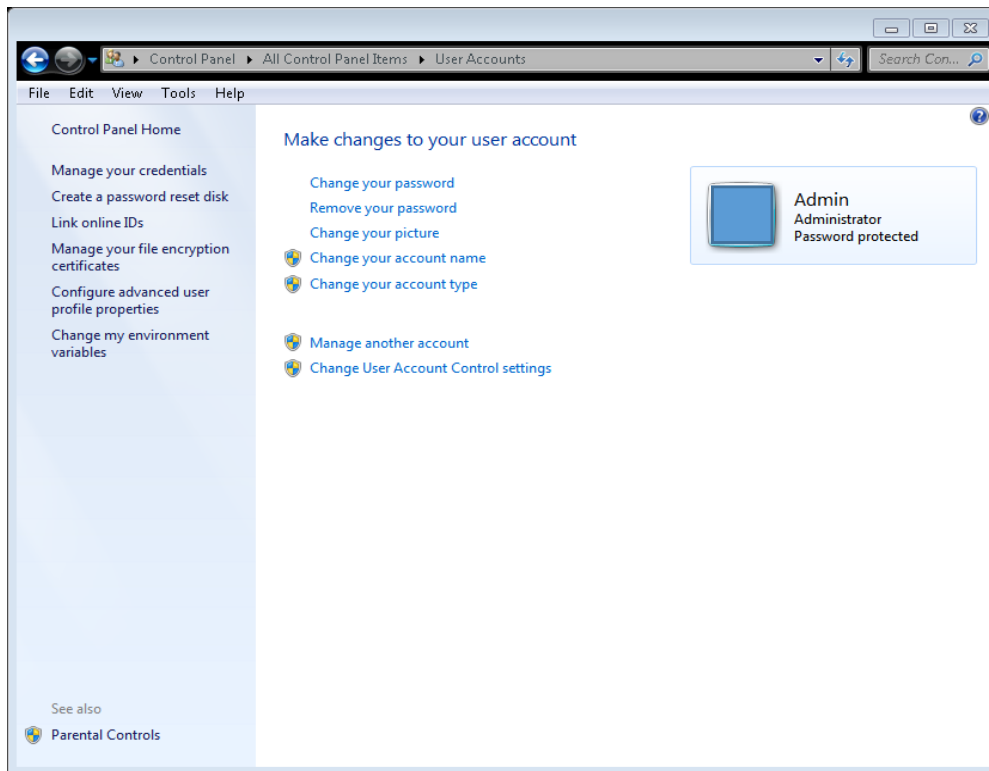 Control Panel All Control Panel Items User Accounts
Search Con...
File Edit View Tools Help
Control Panel Home
Manage your credentials
Create a password reset disk
Link online IDs
Manage your file encryption
certificates
Configure advanced user
profile properties
Change my environment
variables
See also
Parental Controls
Make changes to your user account
Change your password
Remove your password
Change your picture
Change your account name
Change your account type
Manage another account
Change User Account Control settings
Admin
Administrator
Password protected